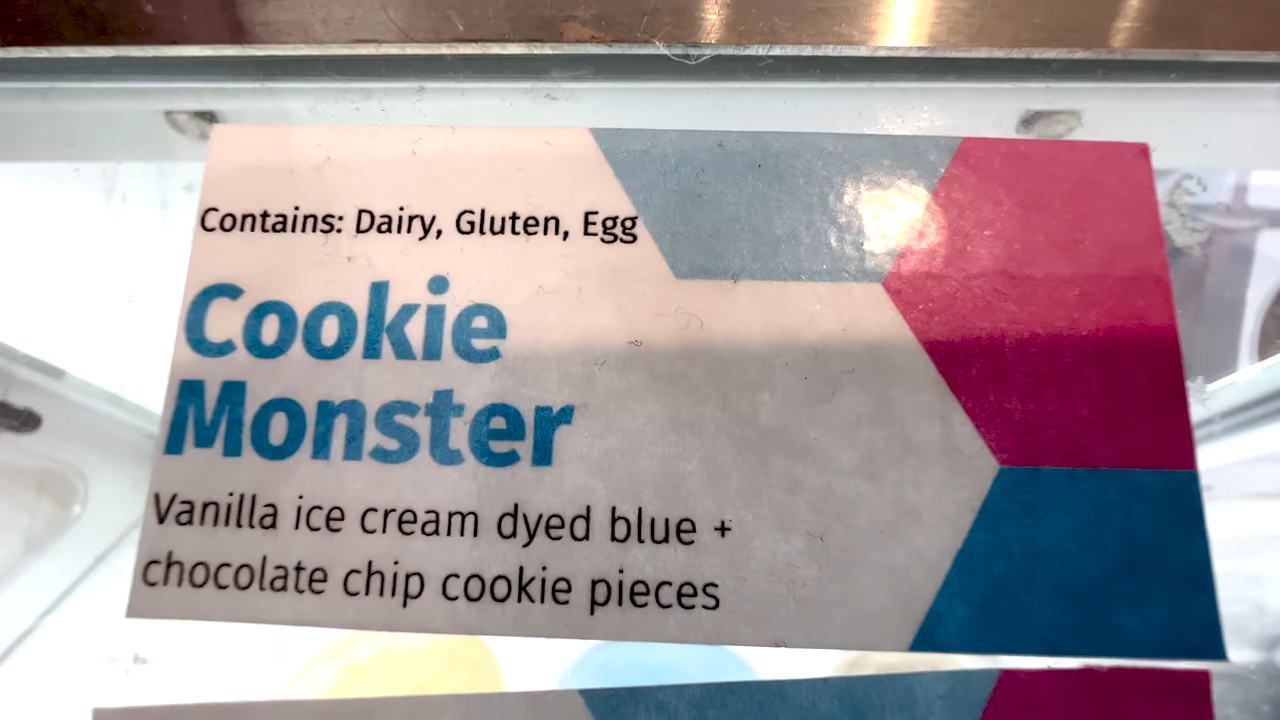 Contains: Dairy, Gluten, Egg
Cookie
Monster
Vanilla ice cream dyed blue +
chocolate chip cookie pieces